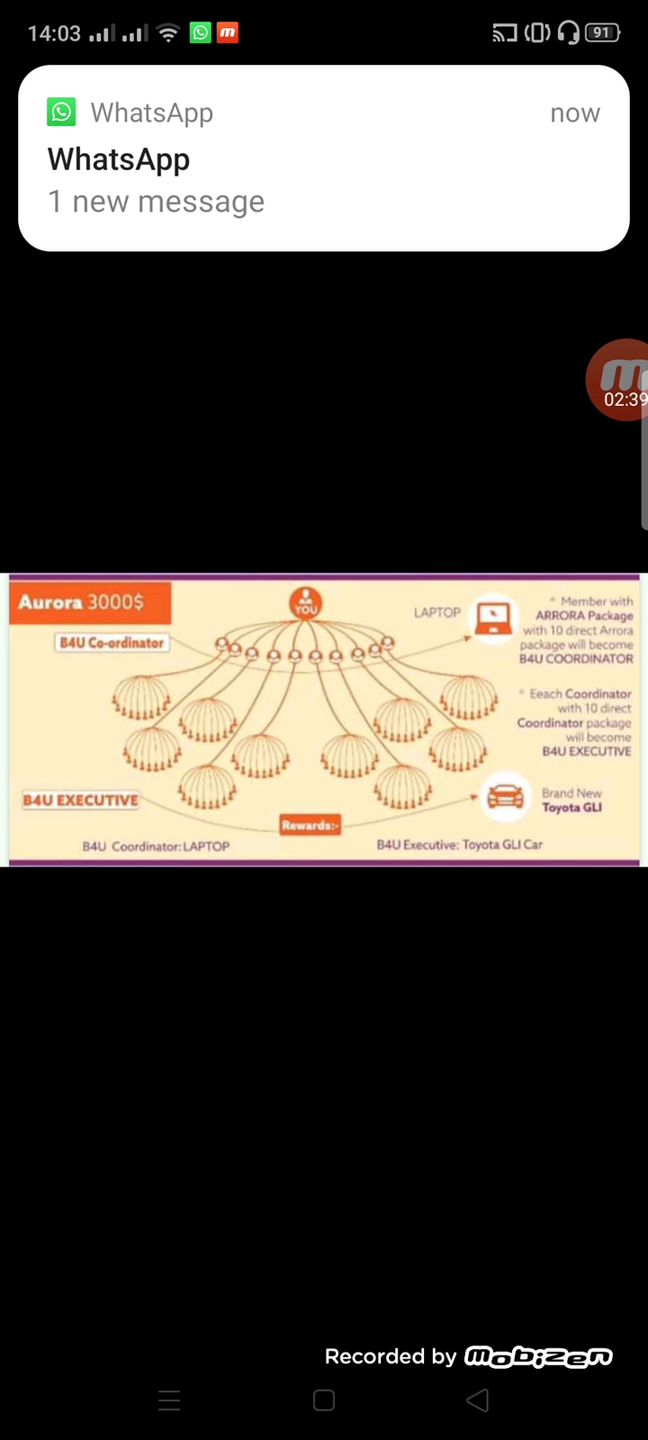 14:03
91
WhatsApp
now
WhatsApp
1 new message
02:39
Aurora 3000$
YOU
LAPTOP
* Member with
ARRORA Package
with 10 direct Arrora
package will become
B4U COORDINATOR
B4U Co-ordinator
* Eeach Coordinator
with 10 direct
Coordinator package
will become
B4U EXECUTIVE
B4U EXECUTIVE
Brand New
Toyota GLI
Rewards:-
B4U Coordinator: LAPTOP
B4U Executive: Toyota GLI Car
Recorded by Mobizen